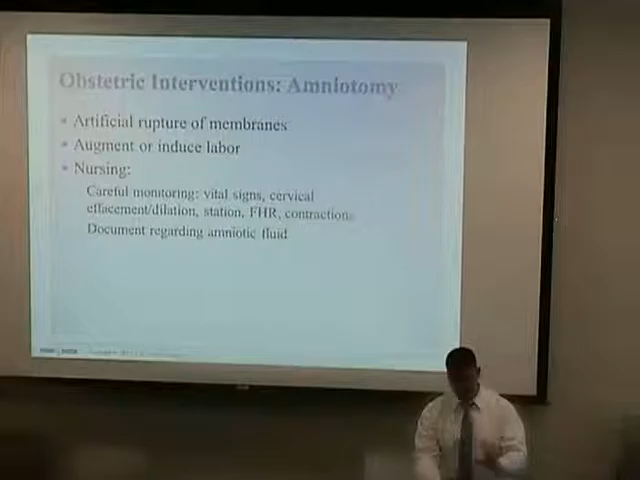 Obstetric Interventions: Amniotomy
Artificial rupture of membranes
Augment or induce labor
Nursing:
Careful monitoring: vital signs, cervical
effacement/dilation, station, FHR, contractions
Document regarding amniotic fluid